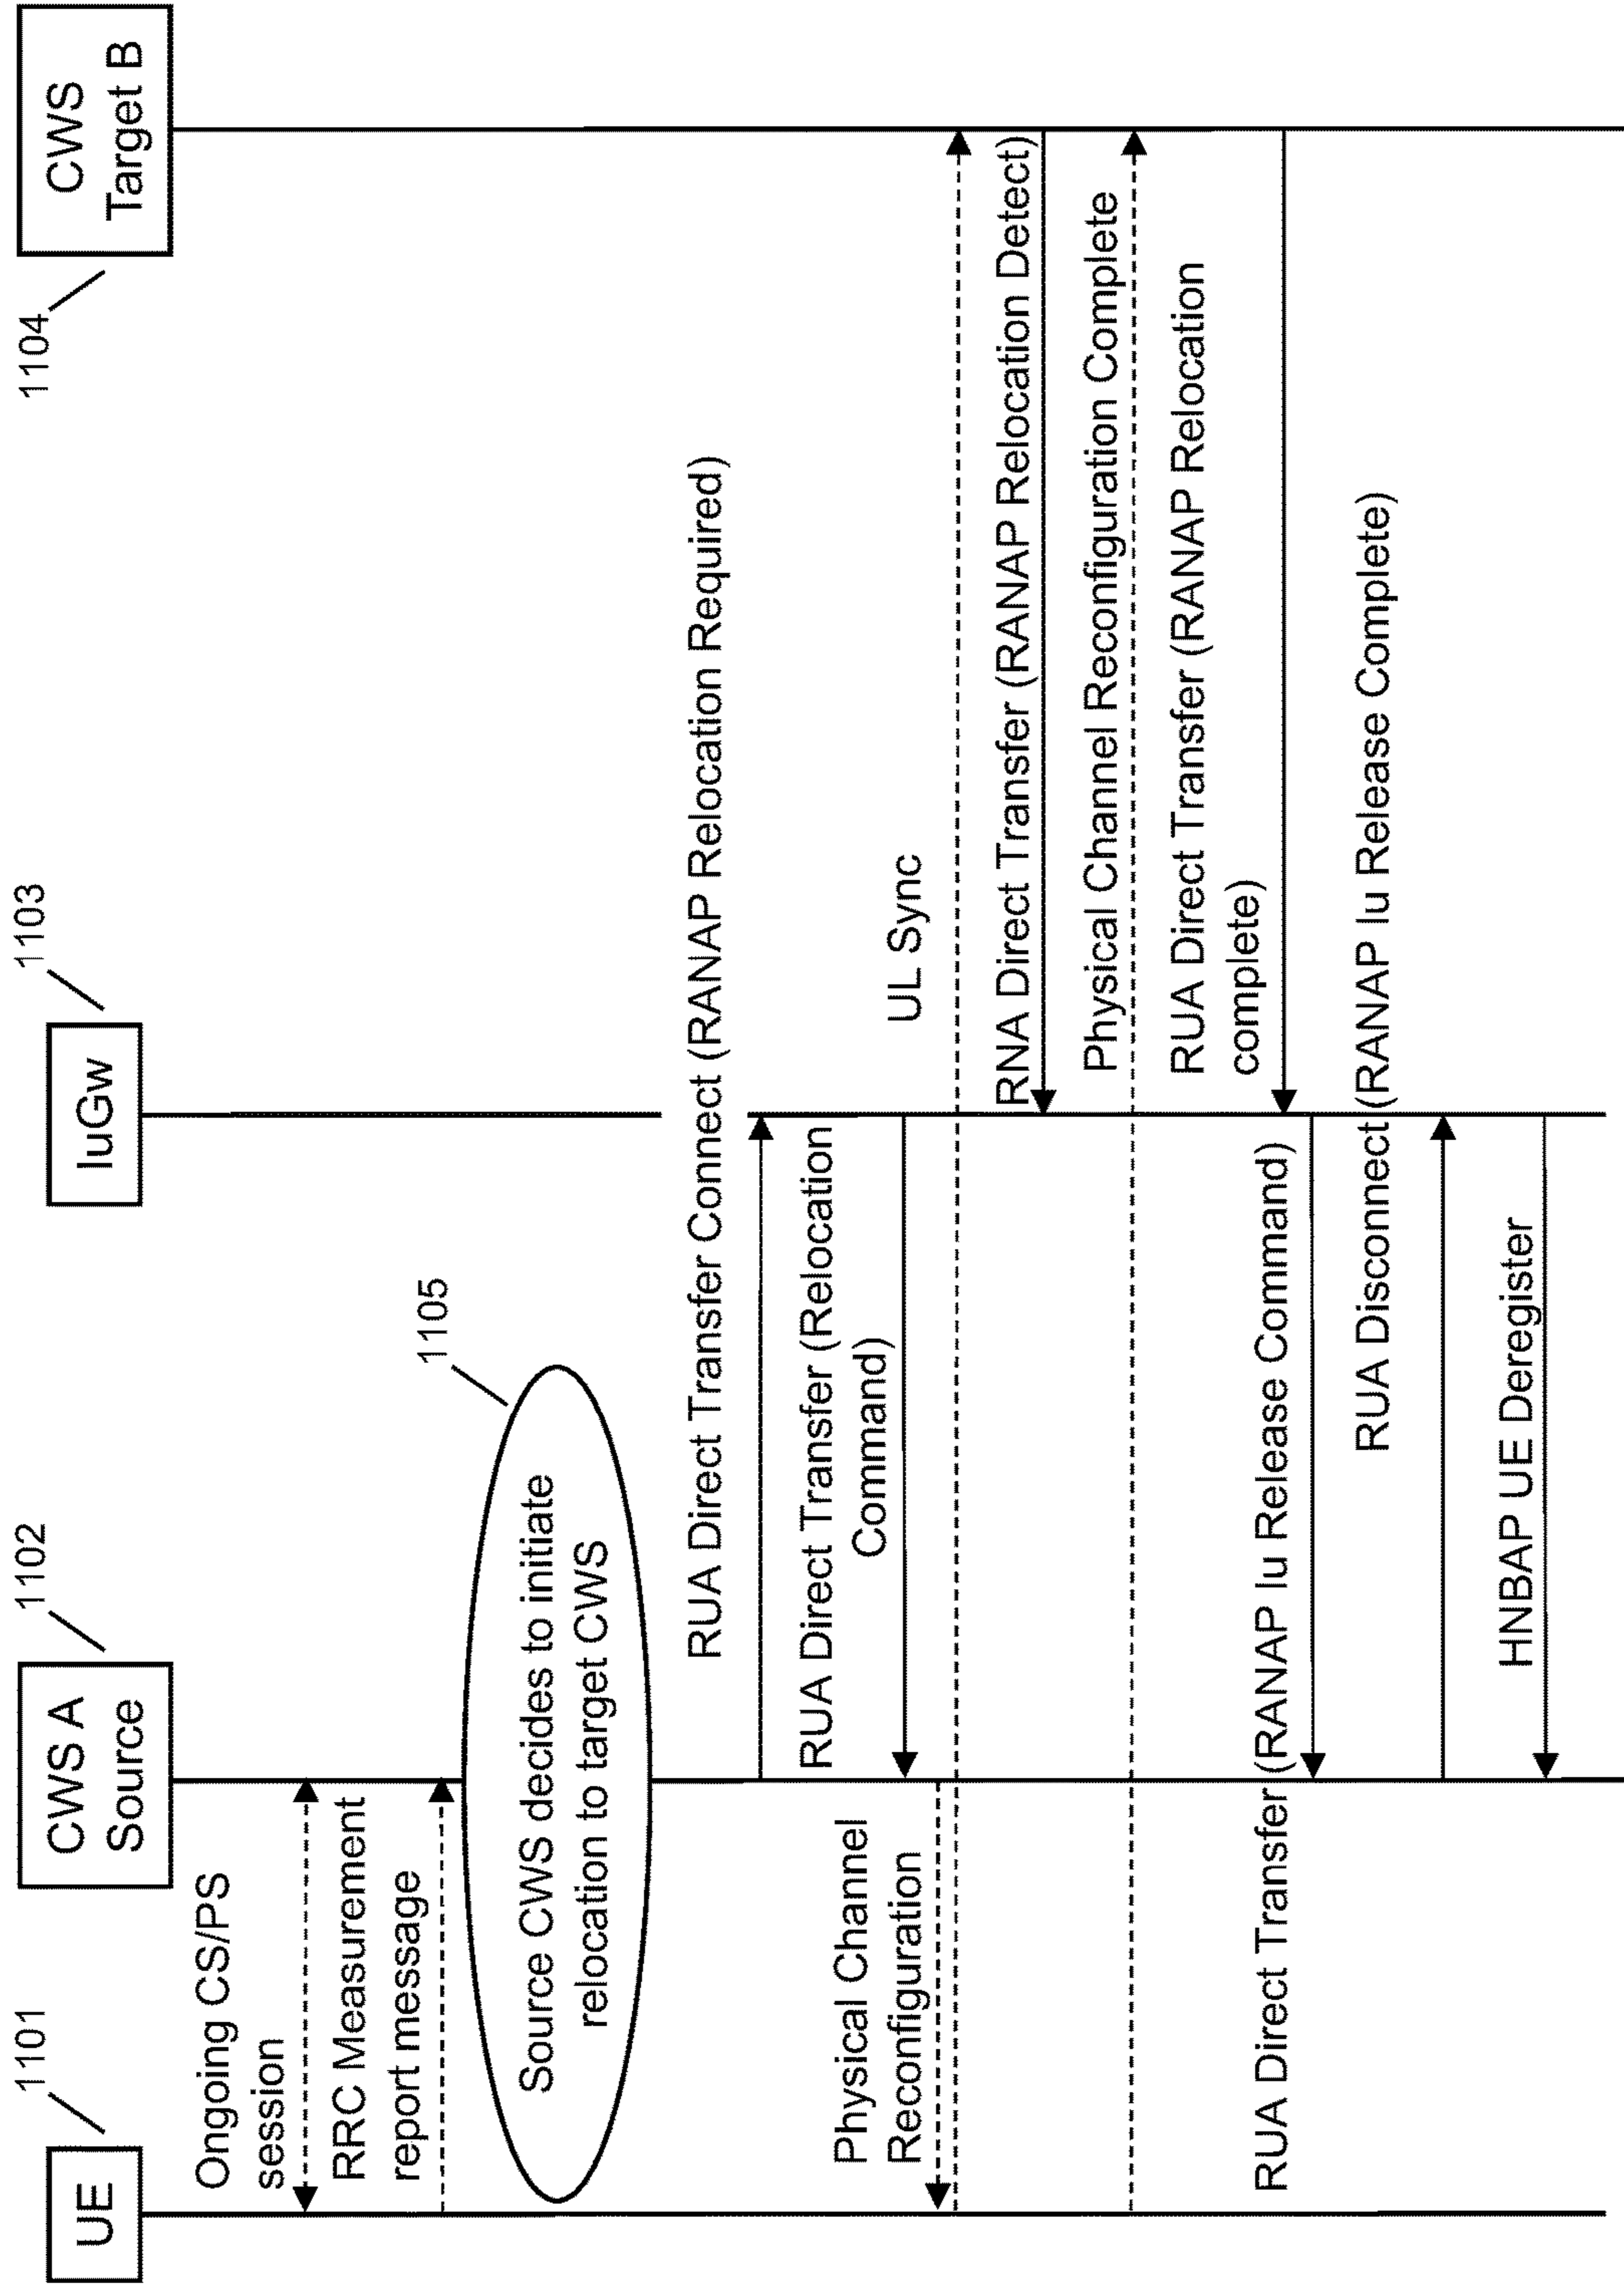 1101
1102
1103
1104
UE
CWS A
Source
IuGw
CWS
Target B
Ongoing CS/PS
session
RRC Measurement
report message
1105
Source CWS decides to initiate
relocation to target CWS
RUA Direct Transfer Connect (RANAP Relocation Required)
RUA Direct Transfer (Relocation
Command)
Physical Channel
Reconfiguration
UL Sync
RNA Direct Transfer (RANAP Relocation Detect)
Physical Channel Reconfiguration Complete
RUA Direct Transfer (RANAP Relocation
complete)
RUA Direct Transfer (RANAP Iu Release Command)
RUA Disconnect (RANAP Iu Release Complete)
HNBAP UE Deregister